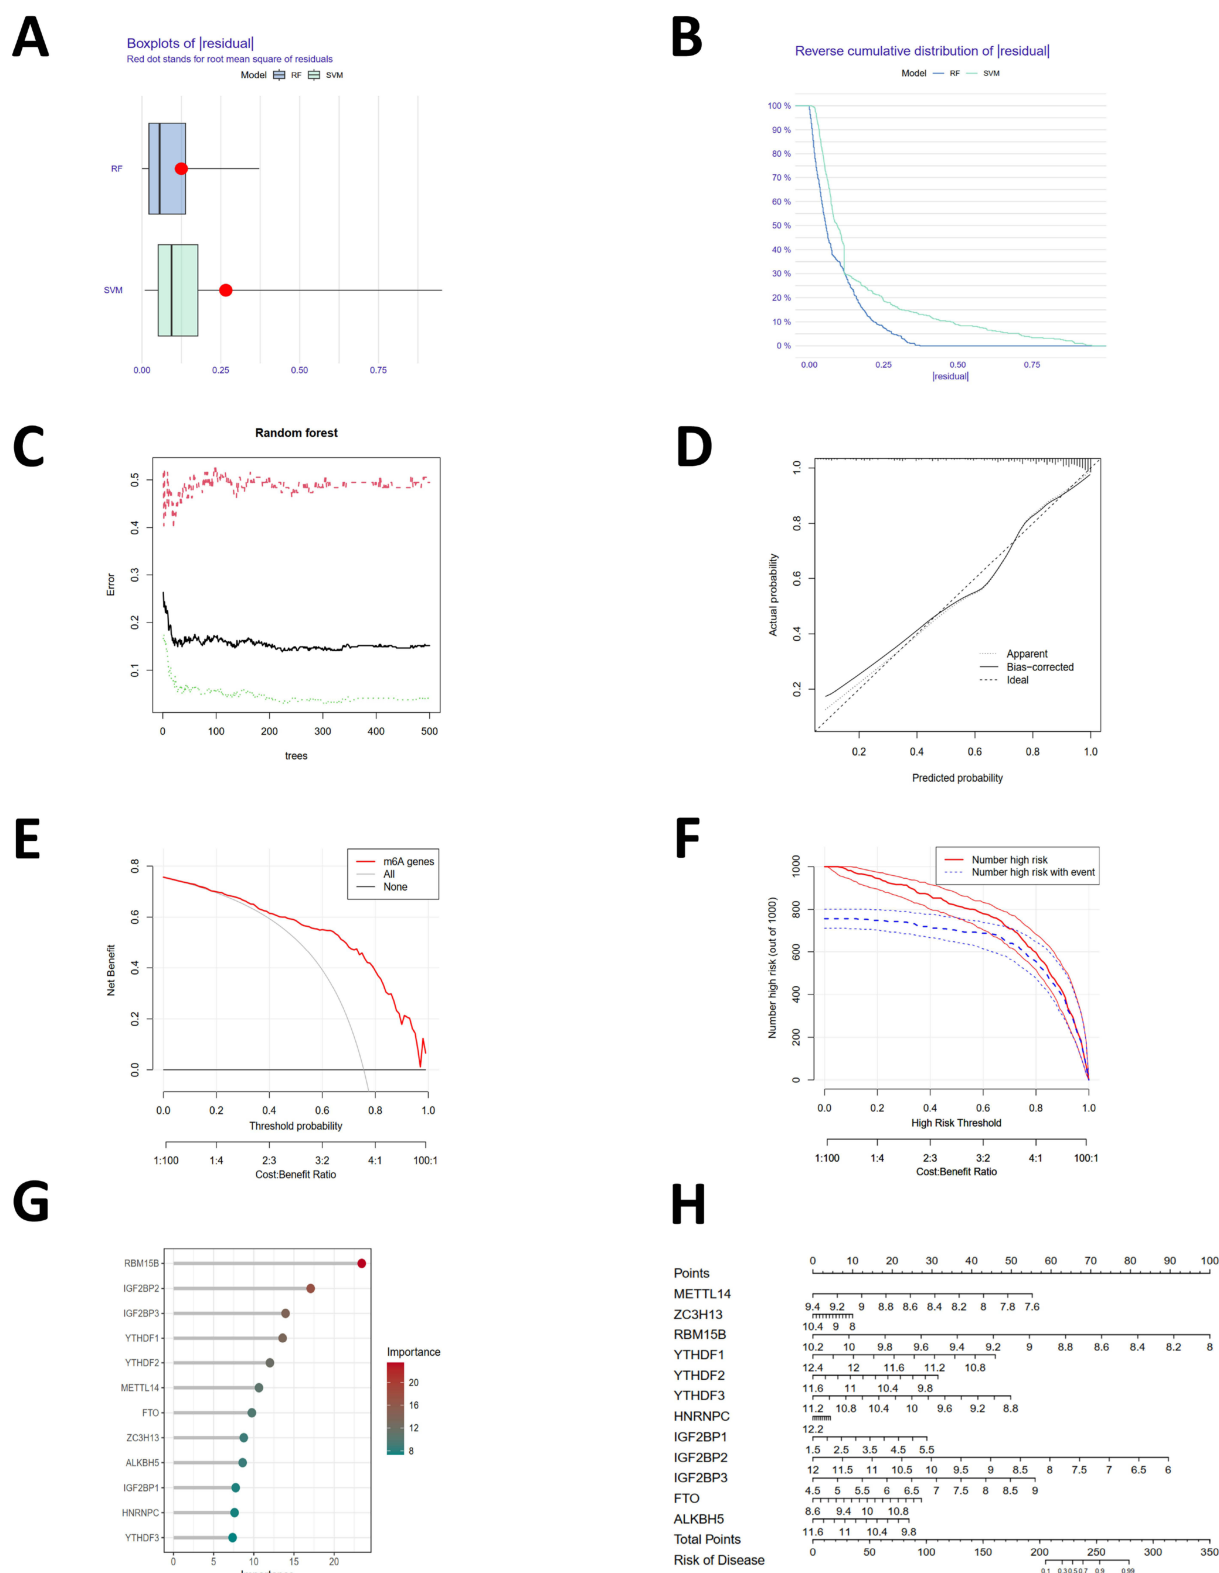 A
Boxplots of |residual|
Red dot stands for root mean square of residuals
Model RF SVM
RF
SVM
0.00 0.25 0.50 0.75
B
Reverse cumulative distribution of |residual|
Model RF SVM
100 %
90 %
80 %
70 %
60 %
50 %
40 %
30 %
20 %
10 %
0 %
0.00 0.25 0.50 0.75
|residual|
C
Random forest
Error
0.5
0.4
0.3
0.2
0.1
0 100 200 300 400 500
trees
D
Actual probability
1.0
0.8
0.6
0.4
0.2
Apparent
Bias-corrected
Ideal
0.2 0.4 0.6 0.8 1.0
Predicted probability
E
Net Benefit
0.8
0.6
0.4
0.2
0.0
m6A genes
All
None
0.0 0.2 0.4 0.6 0.8 1.0
Threshold probability
1:100 1:4 2:3 3:2 4:1 100:1
Cost:Benefit Ratio
F
Number high risk (out of 1000)
1000
800
600
400
200
0
Number high risk
Number high risk with event
0.0 0.2 0.4 0.6 0.8 1.0
High Risk Threshold
1:100 1:4 2:3 3:2 4:1 100:1
Cost:Benefit Ratio
G
RBM15B
IGF2BP2
IGF2BP3
YTHDF1
YTHDF2
METTL14
FTO
ZC3H13
ALKBH5
IGF2BP1
HNRNPC
YTHDF3
0 5 10 15 20
Importance
20
16
12
8
H
0 10 20 30 40 50 60 70 80 90 100
Points
METTL14
9.4 9.2 9 8.8 8.6 8.4 8.2 8 7.8 7.6
ZC3H13
10.4 9 8
RBM15B
10.2 10 9.8 9.6 9.4 9.2 9 8.8 8.6 8.4 8.2 8
YTHDF1
12.4 12 11.6 11.2 10.8
YTHDF2
11.6 11 10.4 9.8
YTHDF3
11.2 10.8 10.4 10 9.6 9.2 8.8
HNRNPC
12.2
IGF2BP1
1.5 2.5 3.5 4.5 5.5
IGF2BP2
12 11.5 11 10.5 10 9.5 9 8.5 8 7.5 7 6.5 6
IGF2BP3
4.5 5 5.5 6 6.5 7 7.5 8 8.5 9
FTO
8.6 9.4 10 10.8
ALKBH5
11.6 11 10.4 9.8
Total Points
0 50 100 150 200 250 300 350
Risk of Disease
0.1 0.3 0.5 0.7 0.9 0.99